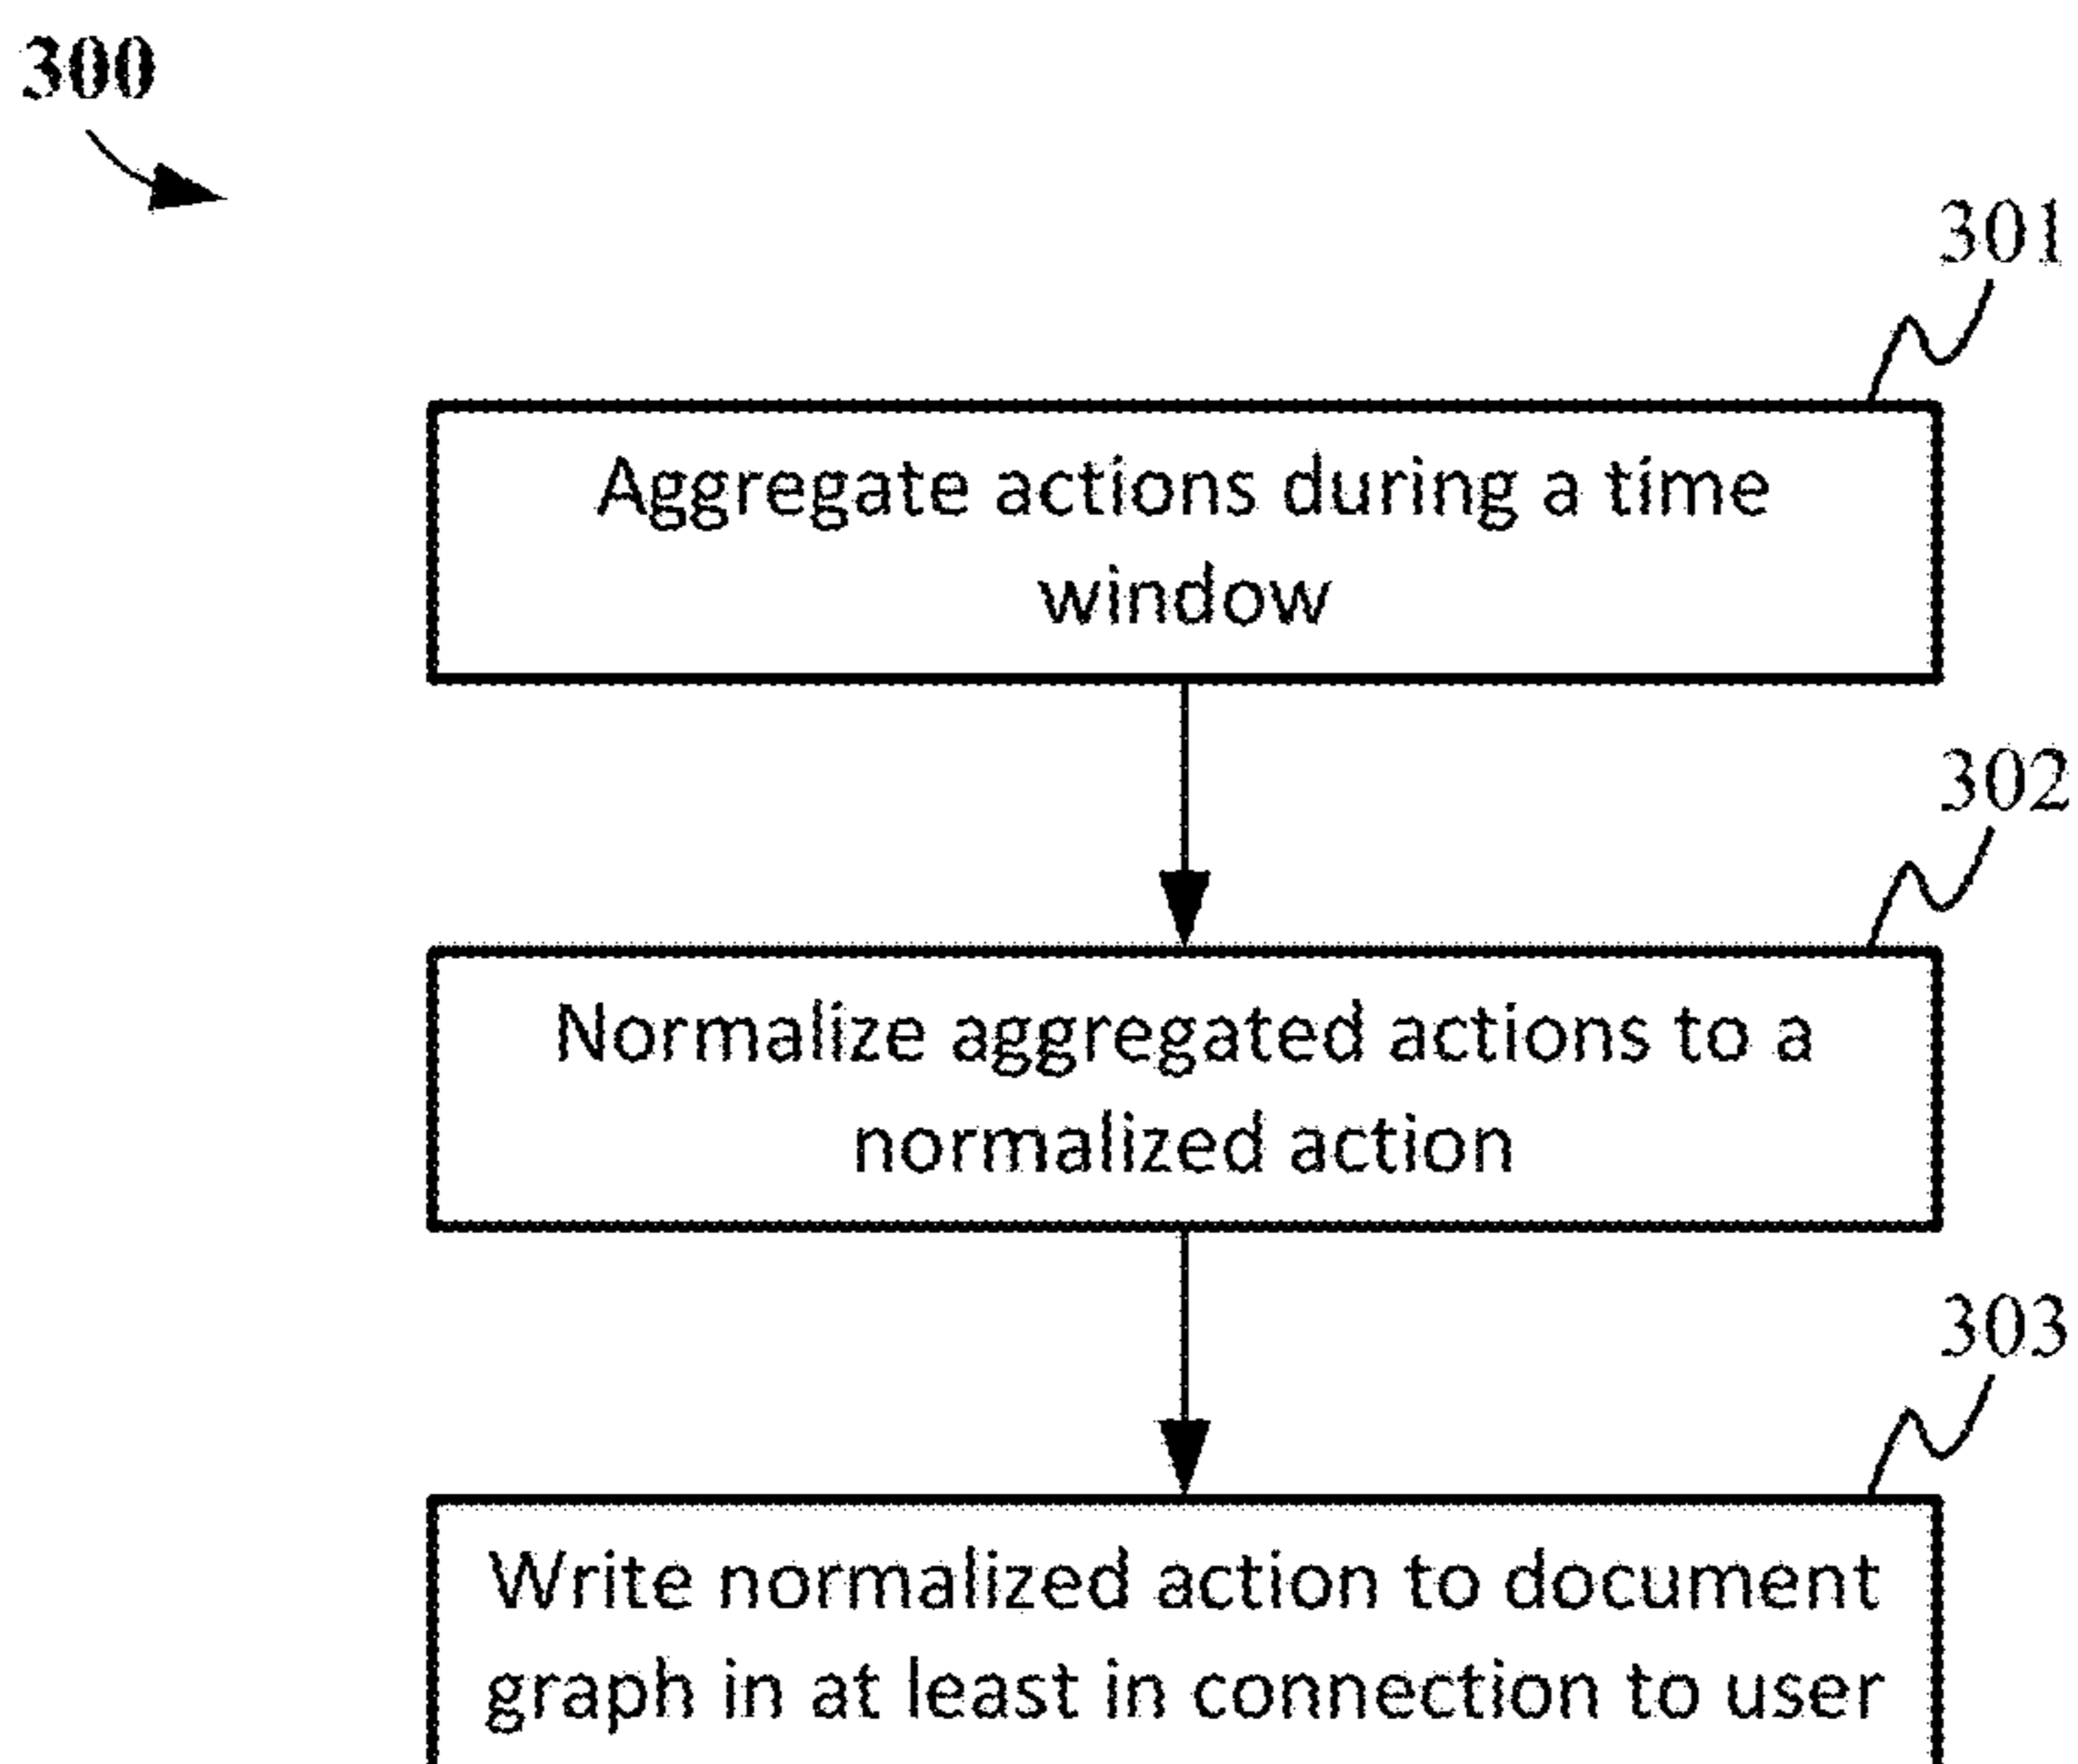 300
301
Aggregate actions during a time
window
302
Normalize aggregated actions to a
normalized action
303
Write normalized action to document
graph in at least in connection to user